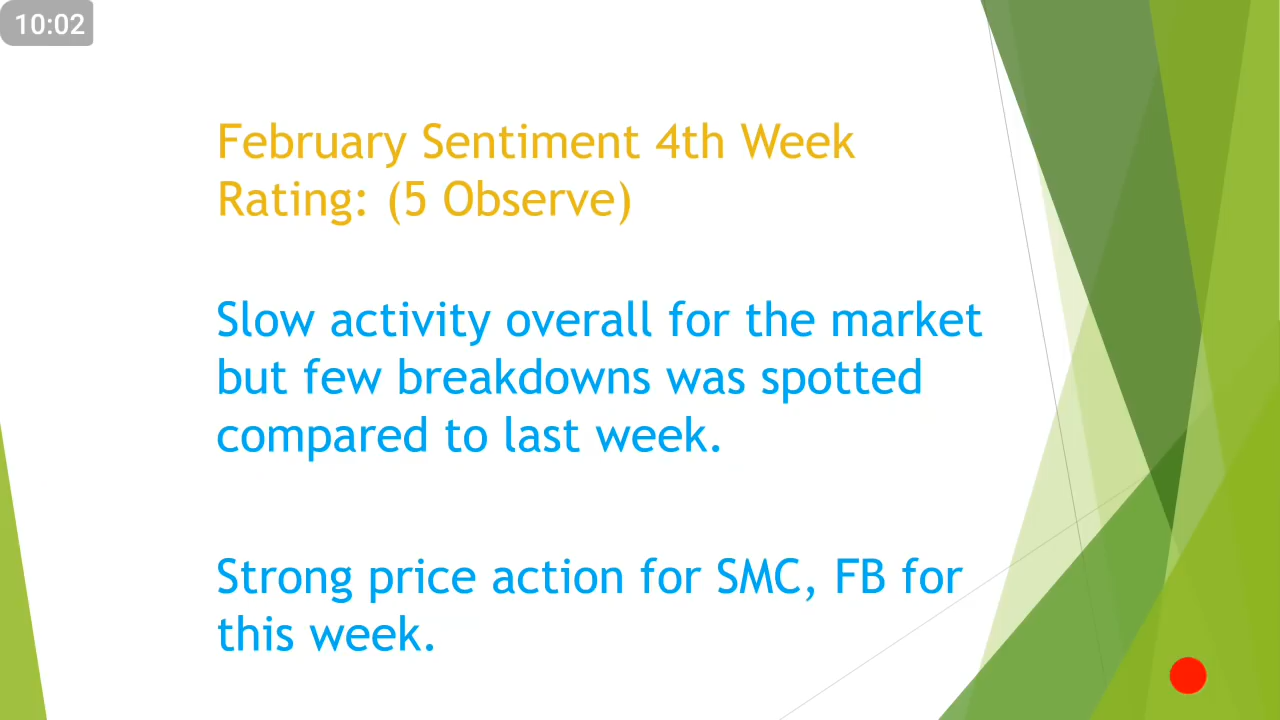 10:02
February Sentiment 4th Week
Rating: (5 Observe)
Slow activity overall for the market
but few breakdowns was spotted
compared to last week.
Strong price action for SMC, FB for
this week.